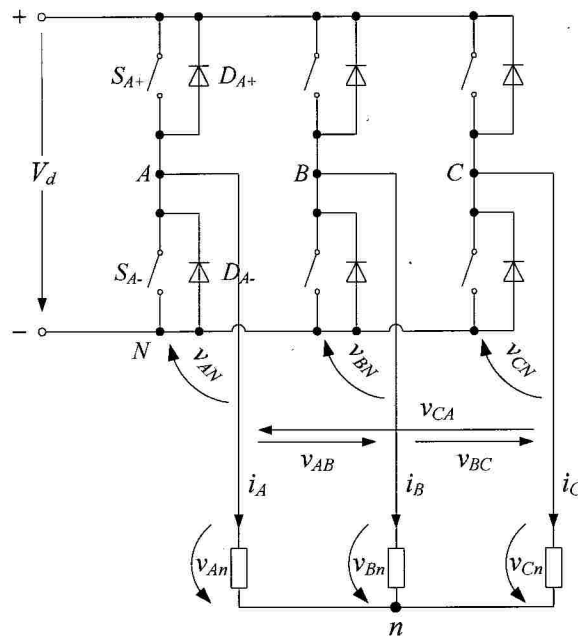 +
S_A+
D_A+
V_d
A
B
C
S_A-
D_A-
−
N
v_AN
v_BN
v_CN
v_CA
v_AB
v_BC
i_A
i_B
i_C
v_An
v_Bn
v_Cn
n